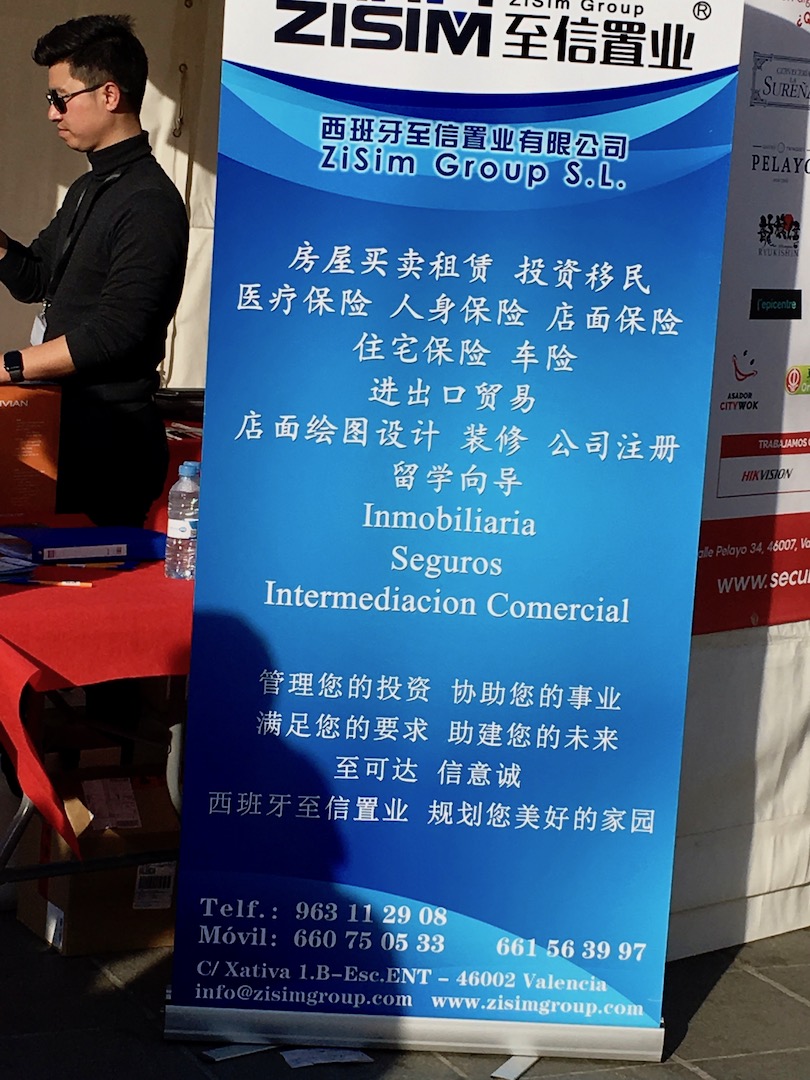 ZiSim Group
ZISIM 至信置业 ®
西班牙至信置业有限公司
ZiSim Group S.L.
房屋买卖租赁 投资移民
医疗保险 人身保险 店面保险
住宅保险 车险
进出口贸易
店面绘图设计 装修 公司注册
留学向导
Inmobiliaria
Seguros
Intermediacion Comercial
管理您的投资 协助您的事业
满足您的要求 助建您的未来
至可达 信意诚
西班牙至信置业 规划您美好的家园
Telf.: 963 11 29 08
Móvil: 660 75 05 33 661 56 39 97
C/ Xativa 1.B-Esc.ENT - 46002 Valencia
info@zisimgroup.com www.zisimgroup.com
LA
SUREÑA
PELAYO
RYUKISHIN
epicentre
ASADOR
CITYWOK
TRABAJAMOS
HIKVISION
Pelayo 34, 46007,
www.secu
VIAN